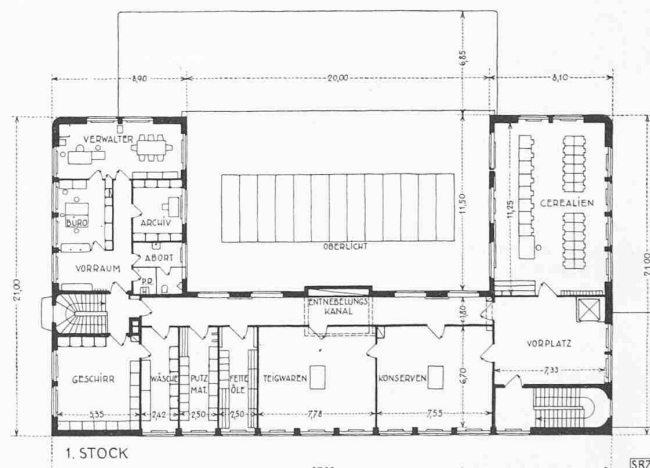 6,85
8,90
20,00
8,10
VERWALTER
BÜRO
ARCHIV
11,50
11,25
CEREALIEN
ABORT
OBERLICHT
VORRAUM
P.R.
21,00
21,00
ENTNEBELUNGS
KANAL
1,80
VORPLATZ
GESCHIRR
WÄSCHE
PUTZ
MAT.
FETTE
ÖLE
TEIGWAREN
KONSERVEN
6,70
7,33
5,35
2,42
2,50
2,50
7,78
7,55
1. STOCK
SBZ